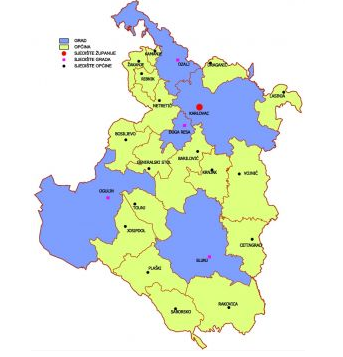 GRAD
OPĆINA
SJEDIŠTE ŽUPANIJE
SJEDIŠTE GRADA
SJEDIŠTE OPĆINE
KAMANJE
ŽAKANJE
OZALJ
DRAGANIĆ
RIBNIK
LASINJA
NETRETIĆ
KARLOVAC
BOSILJEVO
DUGA RESA
GENERALSKI STOL
BARILOVIĆ
KRNJAK
VOJNIĆ
OGULIN
TOUNJ
JOSIPDOL
CETINGRAD
SLUNJ
PLAŠKI
SABORSKO
RAKOVICA